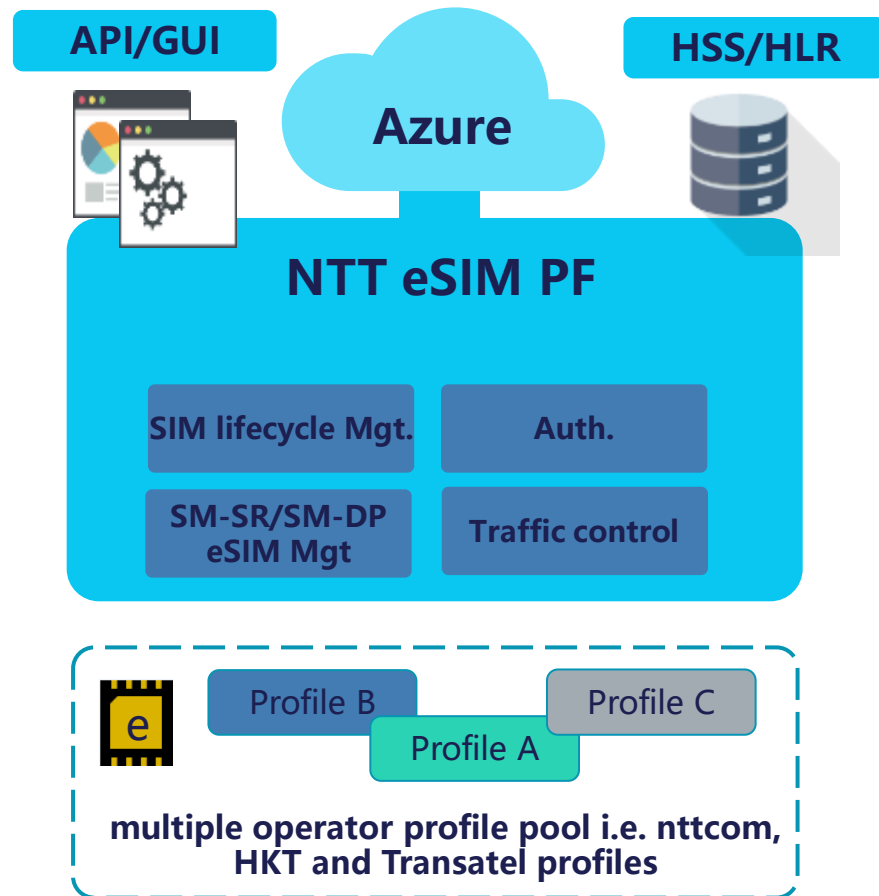 API/GUI
HSS/HLR
Azure
NTT eSIM PF
SIM lifecycle Mgt.
Auth.
SM-SR/SM-DP
eSIM Mgt
Traffic control
e
Profile B
Profile C
Profile A
multiple operator profile pool i.e. nttcom,
HKT and Transatel profiles